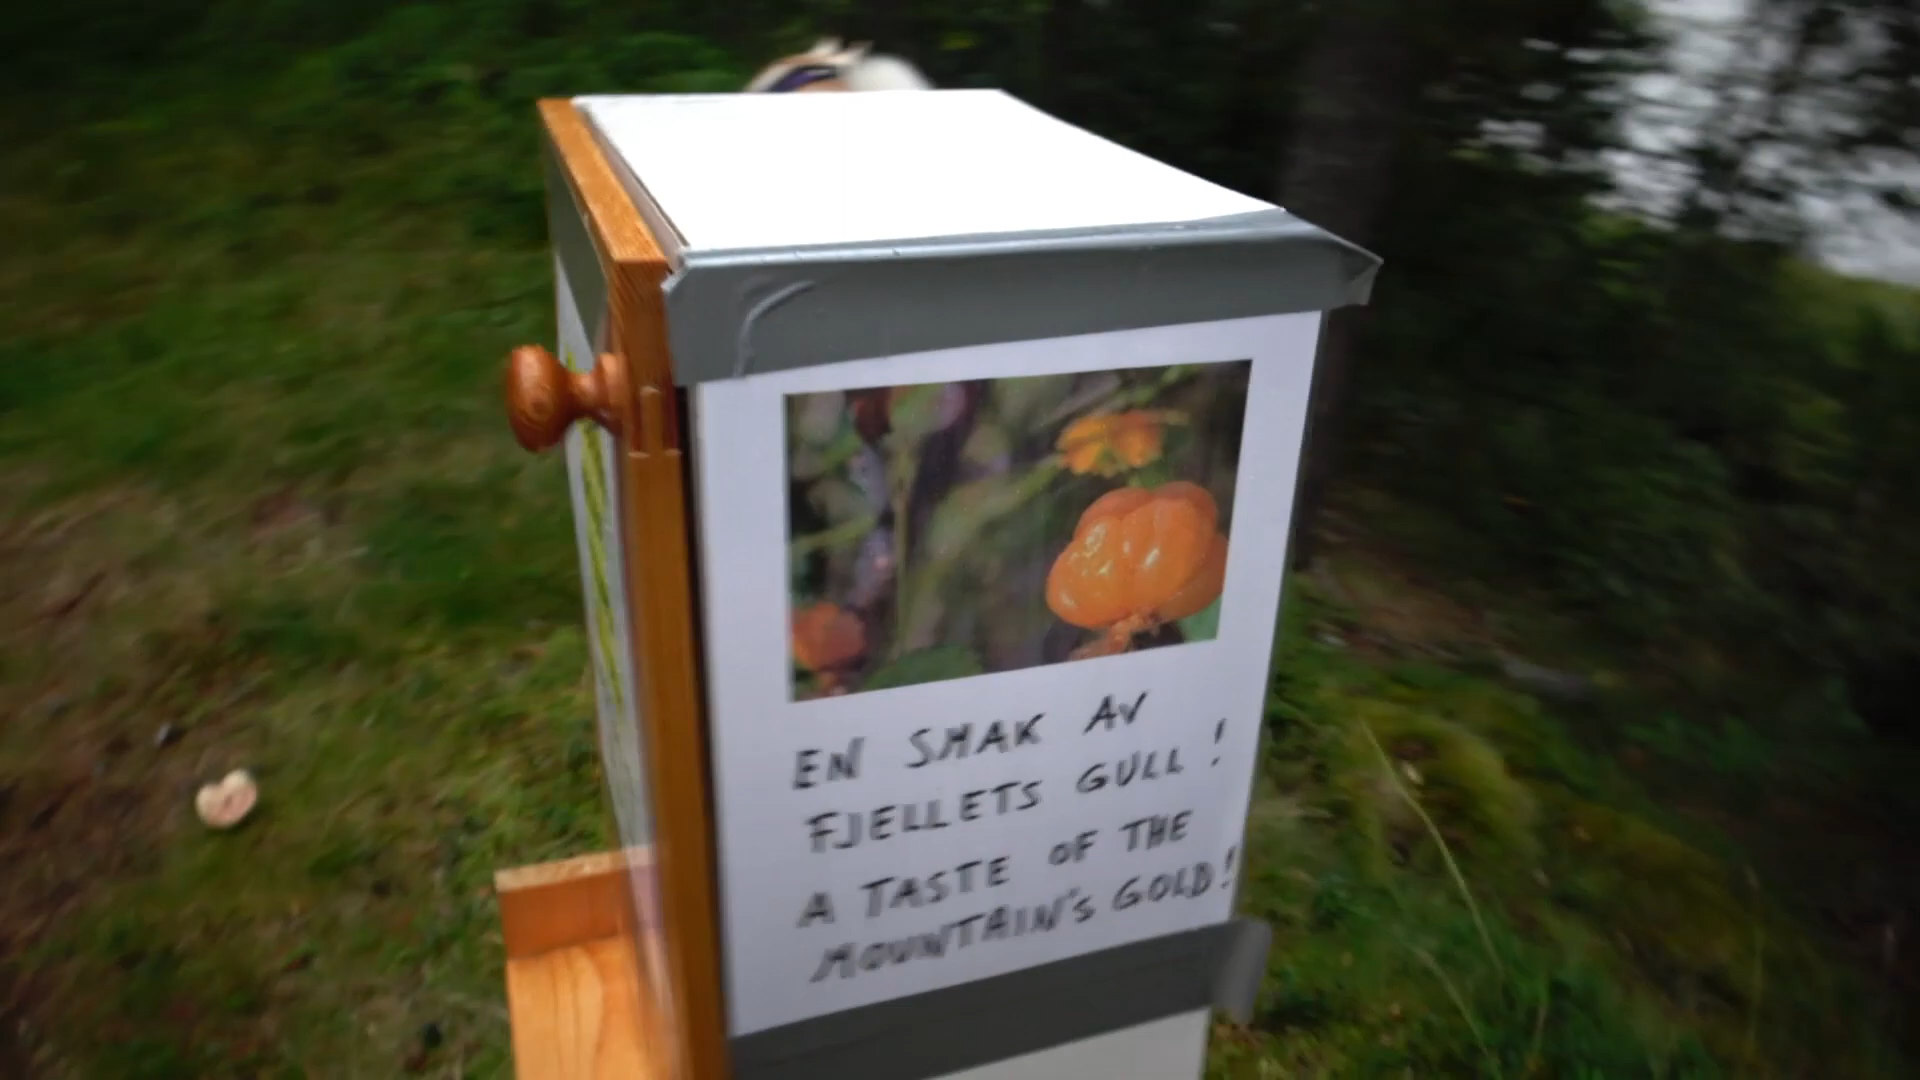 EN SMAK AV
FJELLETS GULL!
A TASTE OF THE
MOUNTAIN'S GOLD!